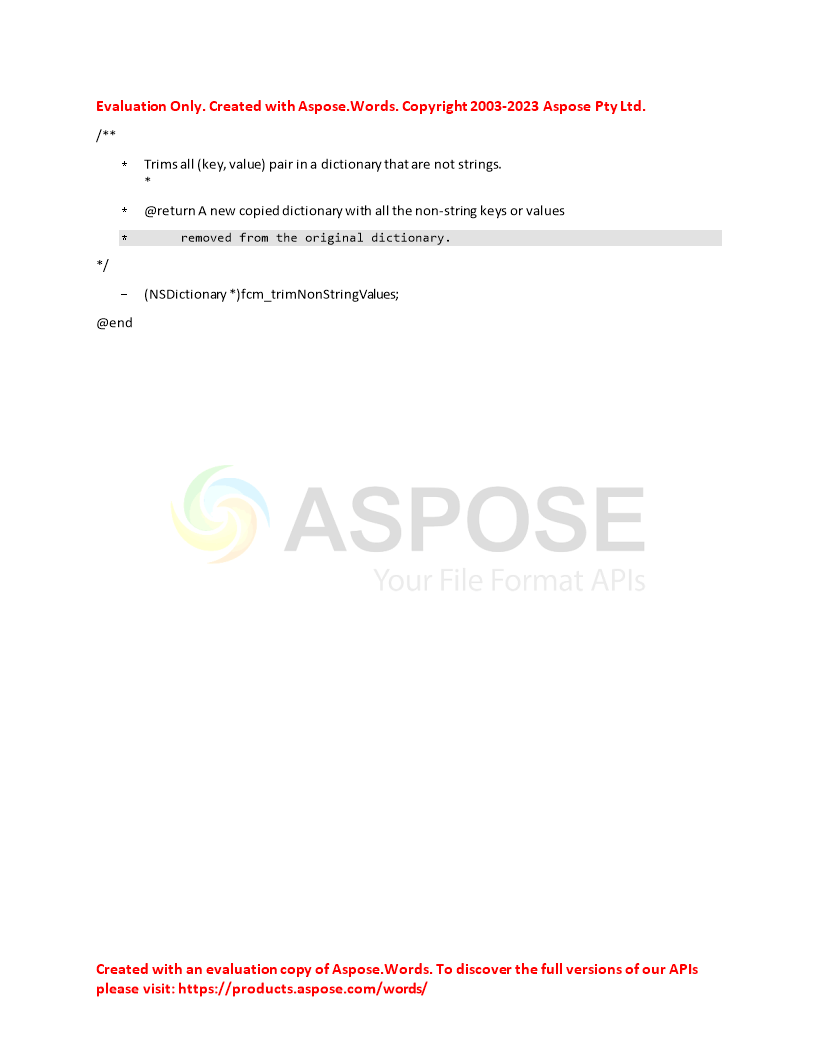 Evaluation Only. Created with Aspose.Words. Copyright 2003-2023 Aspose Pty Ltd.
/**
* Trims all (key, value) pair in a dictionary that are not strings.
*
* @return A new copied dictionary with all the non-string keys or values
* removed from the original dictionary.
*/
– (NSDictionary *)fcm_trimNonStringValues;
@end
ASPOSE
Your File Format APIs
Created with an evaluation copy of Aspose.Words. To discover the full versions of our APIs
please visit: https://products.aspose.com/words/